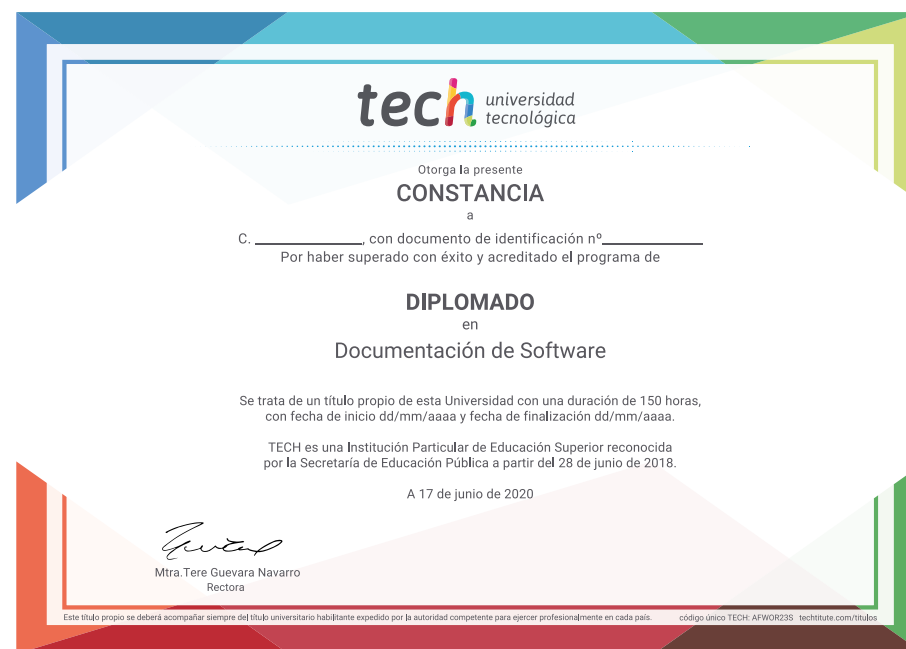 tech universidad
tecnológica
Otorga la presente
CONSTANCIA
a
C. ______________, con documento de identificación nº_____________
Por haber superado con éxito y acreditado el programa de
DIPLOMADO
en
Documentación de Software
Se trata de un título propio de esta Universidad con una duración de 150 horas,
con fecha de inicio dd/mm/aaaa y fecha de finalización dd/mm/aaaa.
TECH es una Institución Particular de Educación Superior reconocida
por la Secretaría de Educación Pública a partir del 28 de junio de 2018.
A 17 de junio de 2020
Mtra.Tere Guevara Navarro
Rectora
Este título propio se deberá acompañar siempre del título universitario habilitante expedido por la autoridad competente para ejercer profesionalmente en cada país. código único TECH: AFWOR23S techtitute.com/titulos